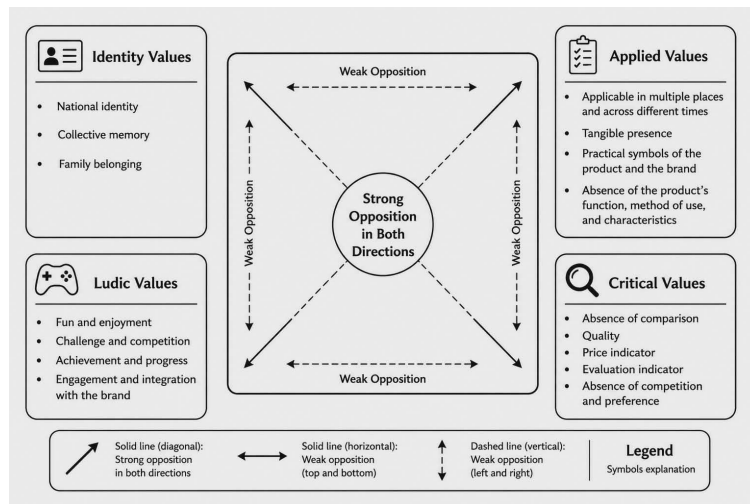 Identity Values
• National identity
• Collective memory
• Family belonging
Weak Opposition
Weak Opposition
Strong
Opposition
in Both
Directions
Weak Opposition
Weak Opposition
Applied Values
• Applicable in multiple places
and across different times
• Tangible presence
• Practical symbols of the
product and the brand
• Absence of the product's
function, method of use,
and characteristics
Ludic Values
• Fun and enjoyment
• Challenge and competition
• Achievement and progress
• Engagement and integration
with the brand
Critical Values
• Absence of comparison
• Quality
• Price indicator
• Evaluation indicator
• Absence of competition
and preference
Solid line (diagonal):
Strong opposition
in both directions
Solid line (horizontal):
Weak opposition
(top and bottom)
Dashed line (vertical):
Weak opposition
(left and right)
Legend
Symbols explanation